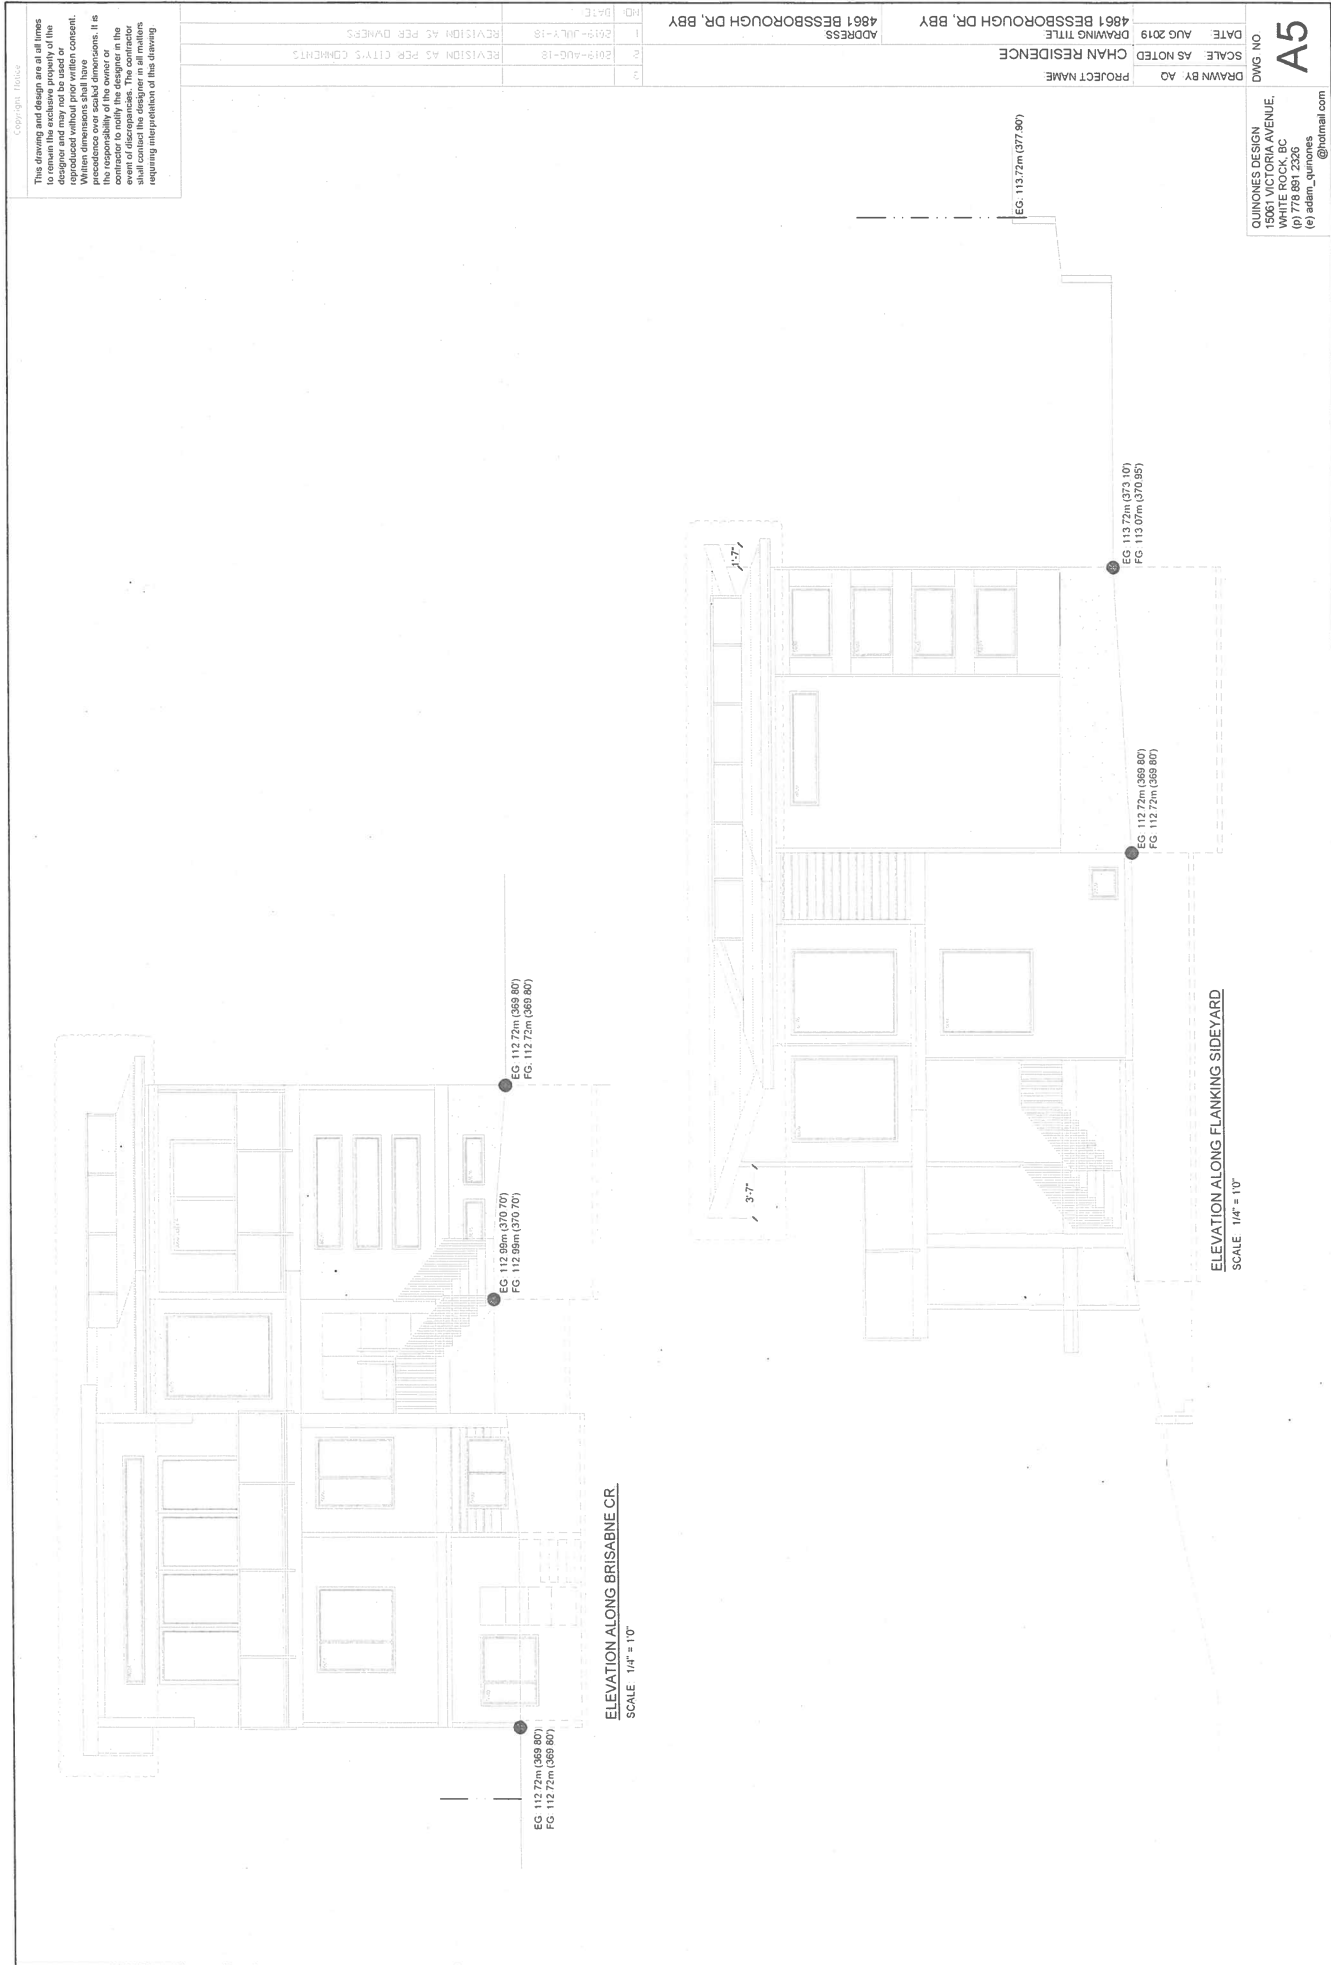 Copyright Notice
This drawing and design are at all times
to remain the exclusive property of the
designer and may not be used or
reproduced without prior written consent.
Written dimensions shall have
precedence over scaled dimensions. It is
the responsibility of the owner or
contractor to notify the designer in the
event of discrepancies. The contractor
shall contact the designer in all matters
requiring interpretation of this drawing
NO. DATE
1 2019-JULY-18 REVISION AS PER OWNERS
2 2019-AUG-18 REVISION AS PER CITY'S COMMENTS
ADDRESS
4861 BESSBOROUGH DR, BBY
PROJECT NAME
CHAN RESIDENCE
DRAWING TITLE
4861 BESSBOROUGH DR, BBY
DRAWN BY AQ
SCALE AS NOTED
DATE AUG 2019
DWG NO
A5
QUINONES DESIGN
15061 VICTORIA AVENUE,
WHITE ROCK, BC
(p) 778 891 2326
(e) adam_quinones
@hotmail com
EG 112 72m (369 80')
FG 112 72m (369 80')
EG 112 99m (370 70')
FG 112 99m (370 70')
EG 112 72m (369 80')
FG. 112 72m (369 80')
ELEVATION ALONG BRISABNE CR
SCALE 1/4" = 1'0"
3'-7"
1'-7"
EG 112 72m (369 80')
FG 112 72m (369 80')
EG 113 72m (373 10')
FG 113 07m (370.95')
EG. 113.72m (377.90')
ELEVATION ALONG FLANKING SIDEYARD
SCALE 1/4" = 1'0"